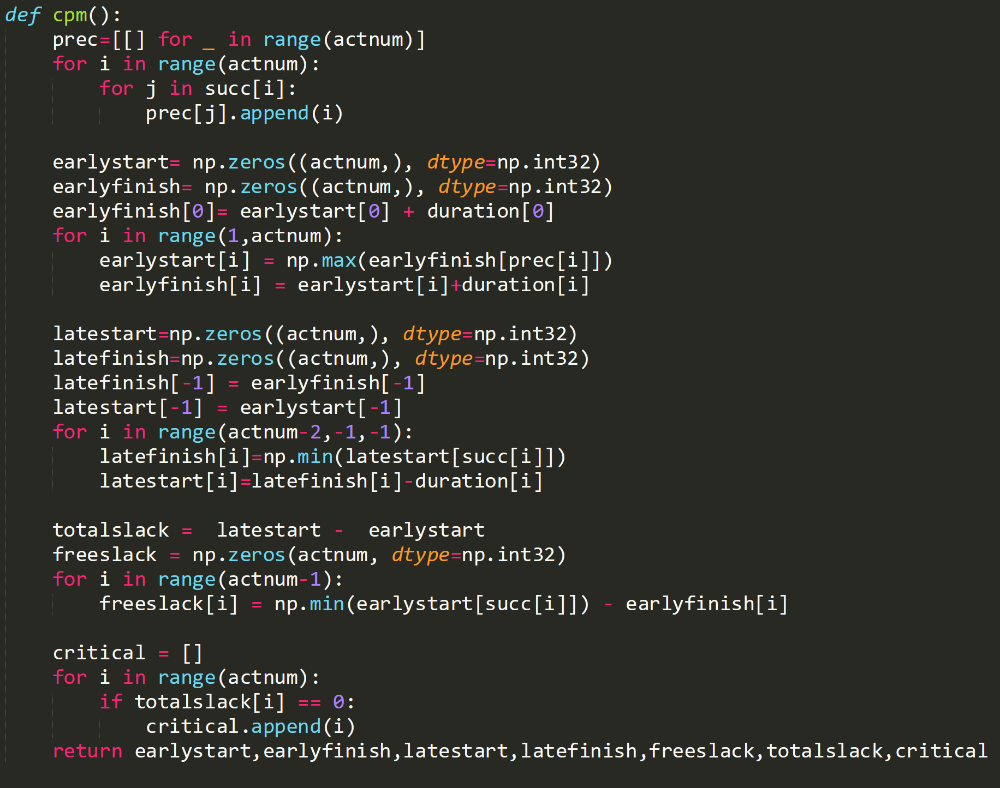 def cpm():
    prec=[[] for _ in range(actnum)]
    for i in range(actnum):
        for j in succ[i]:
            prec[j].append(i)

    earlystart= np.zeros((actnum,), dtype=np.int32)
    earlyfinish= np.zeros((actnum,), dtype=np.int32)
    earlyfinish[0]= earlystart[0] + duration[0]
    for i in range(1,actnum):
        earlystart[i] = np.max(earlyfinish[prec[i]])
        earlyfinish[i] = earlystart[i]+duration[i]

    latestart=np.zeros((actnum,), dtype=np.int32)
    latefinish=np.zeros((actnum,), dtype=np.int32)
    latefinish[-1] = earlyfinish[-1]
    latestart[-1] = earlystart[-1]
    for i in range(actnum-2,-1,-1):
        latefinish[i]=np.min(latestart[succ[i]])
        latestart[i]=latefinish[i]-duration[i]

    totalslack =  latestart -  earlystart
    freeslack = np.zeros(actnum, dtype=np.int32)
    for i in range(actnum-1):
        freeslack[i] = np.min(earlystart[succ[i]]) - earlyfinish[i]

    critical = []
    for i in range(actnum):
        if totalslack[i] == 0:
            critical.append(i)
    return earlystart,earlyfinish,latestart,latefinish,freeslack,totalslack,critical